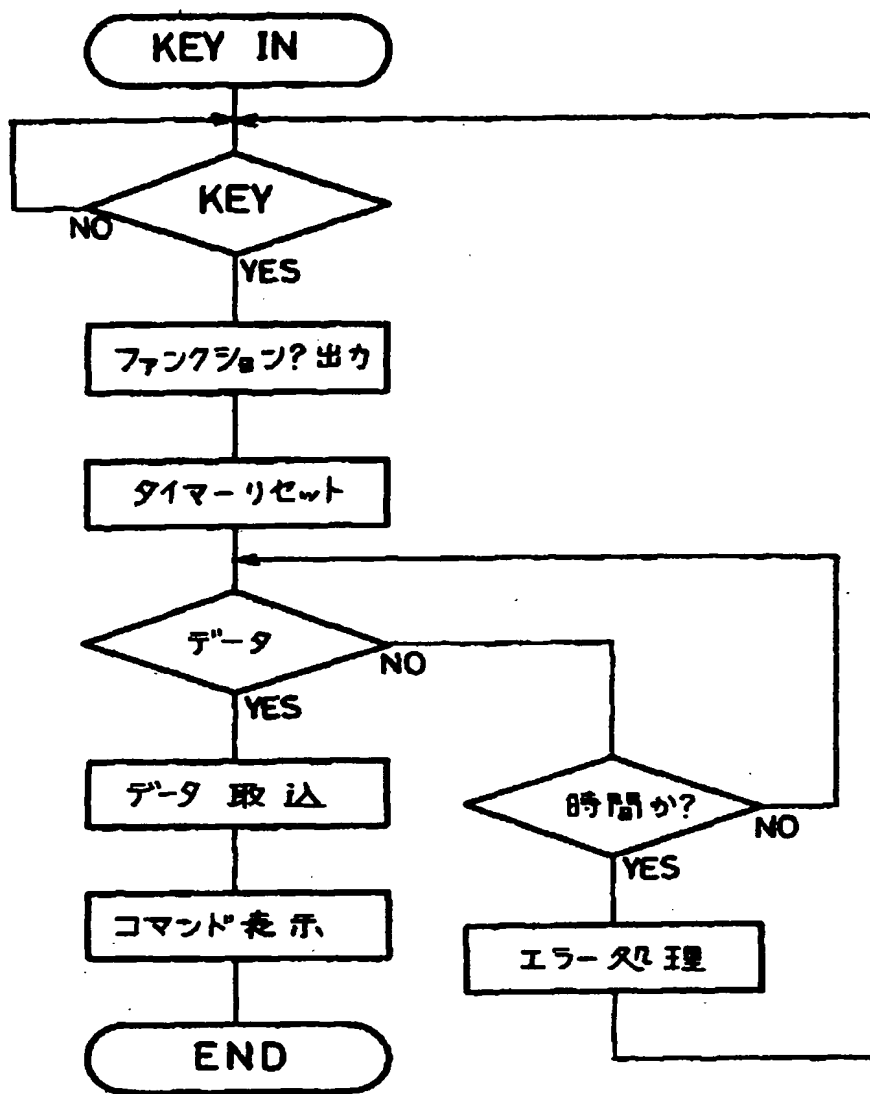 KEY IN
KEY
NO
YES
ファンクション?出力
タイマーリセット
データ
NO
YES
データ 取込
時間か?
NO
YES
コマンド表示
エラー処理
END